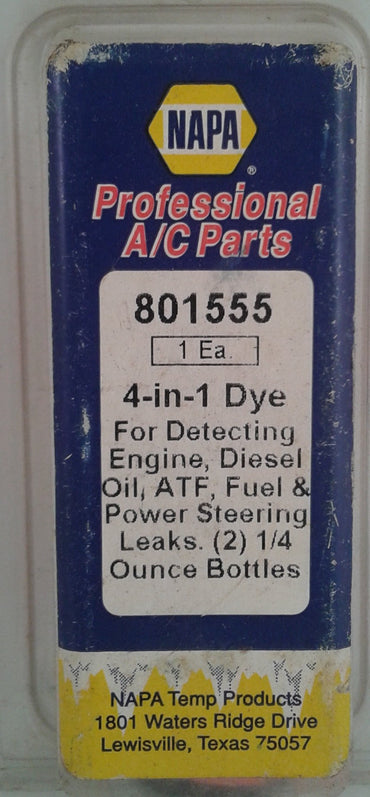 NAPA
®
Professional
A/C Parts
801555
1 Ea.
4-in-1 Dye
For Detecting
Engine, Diesel
Oil, ATF, Fuel &
Power Steering
Leaks. (2) 1/4
Ounce Bottles
NAPA Temp Products
1801 Waters Ridge Drive
Lewisville, Texas 75057